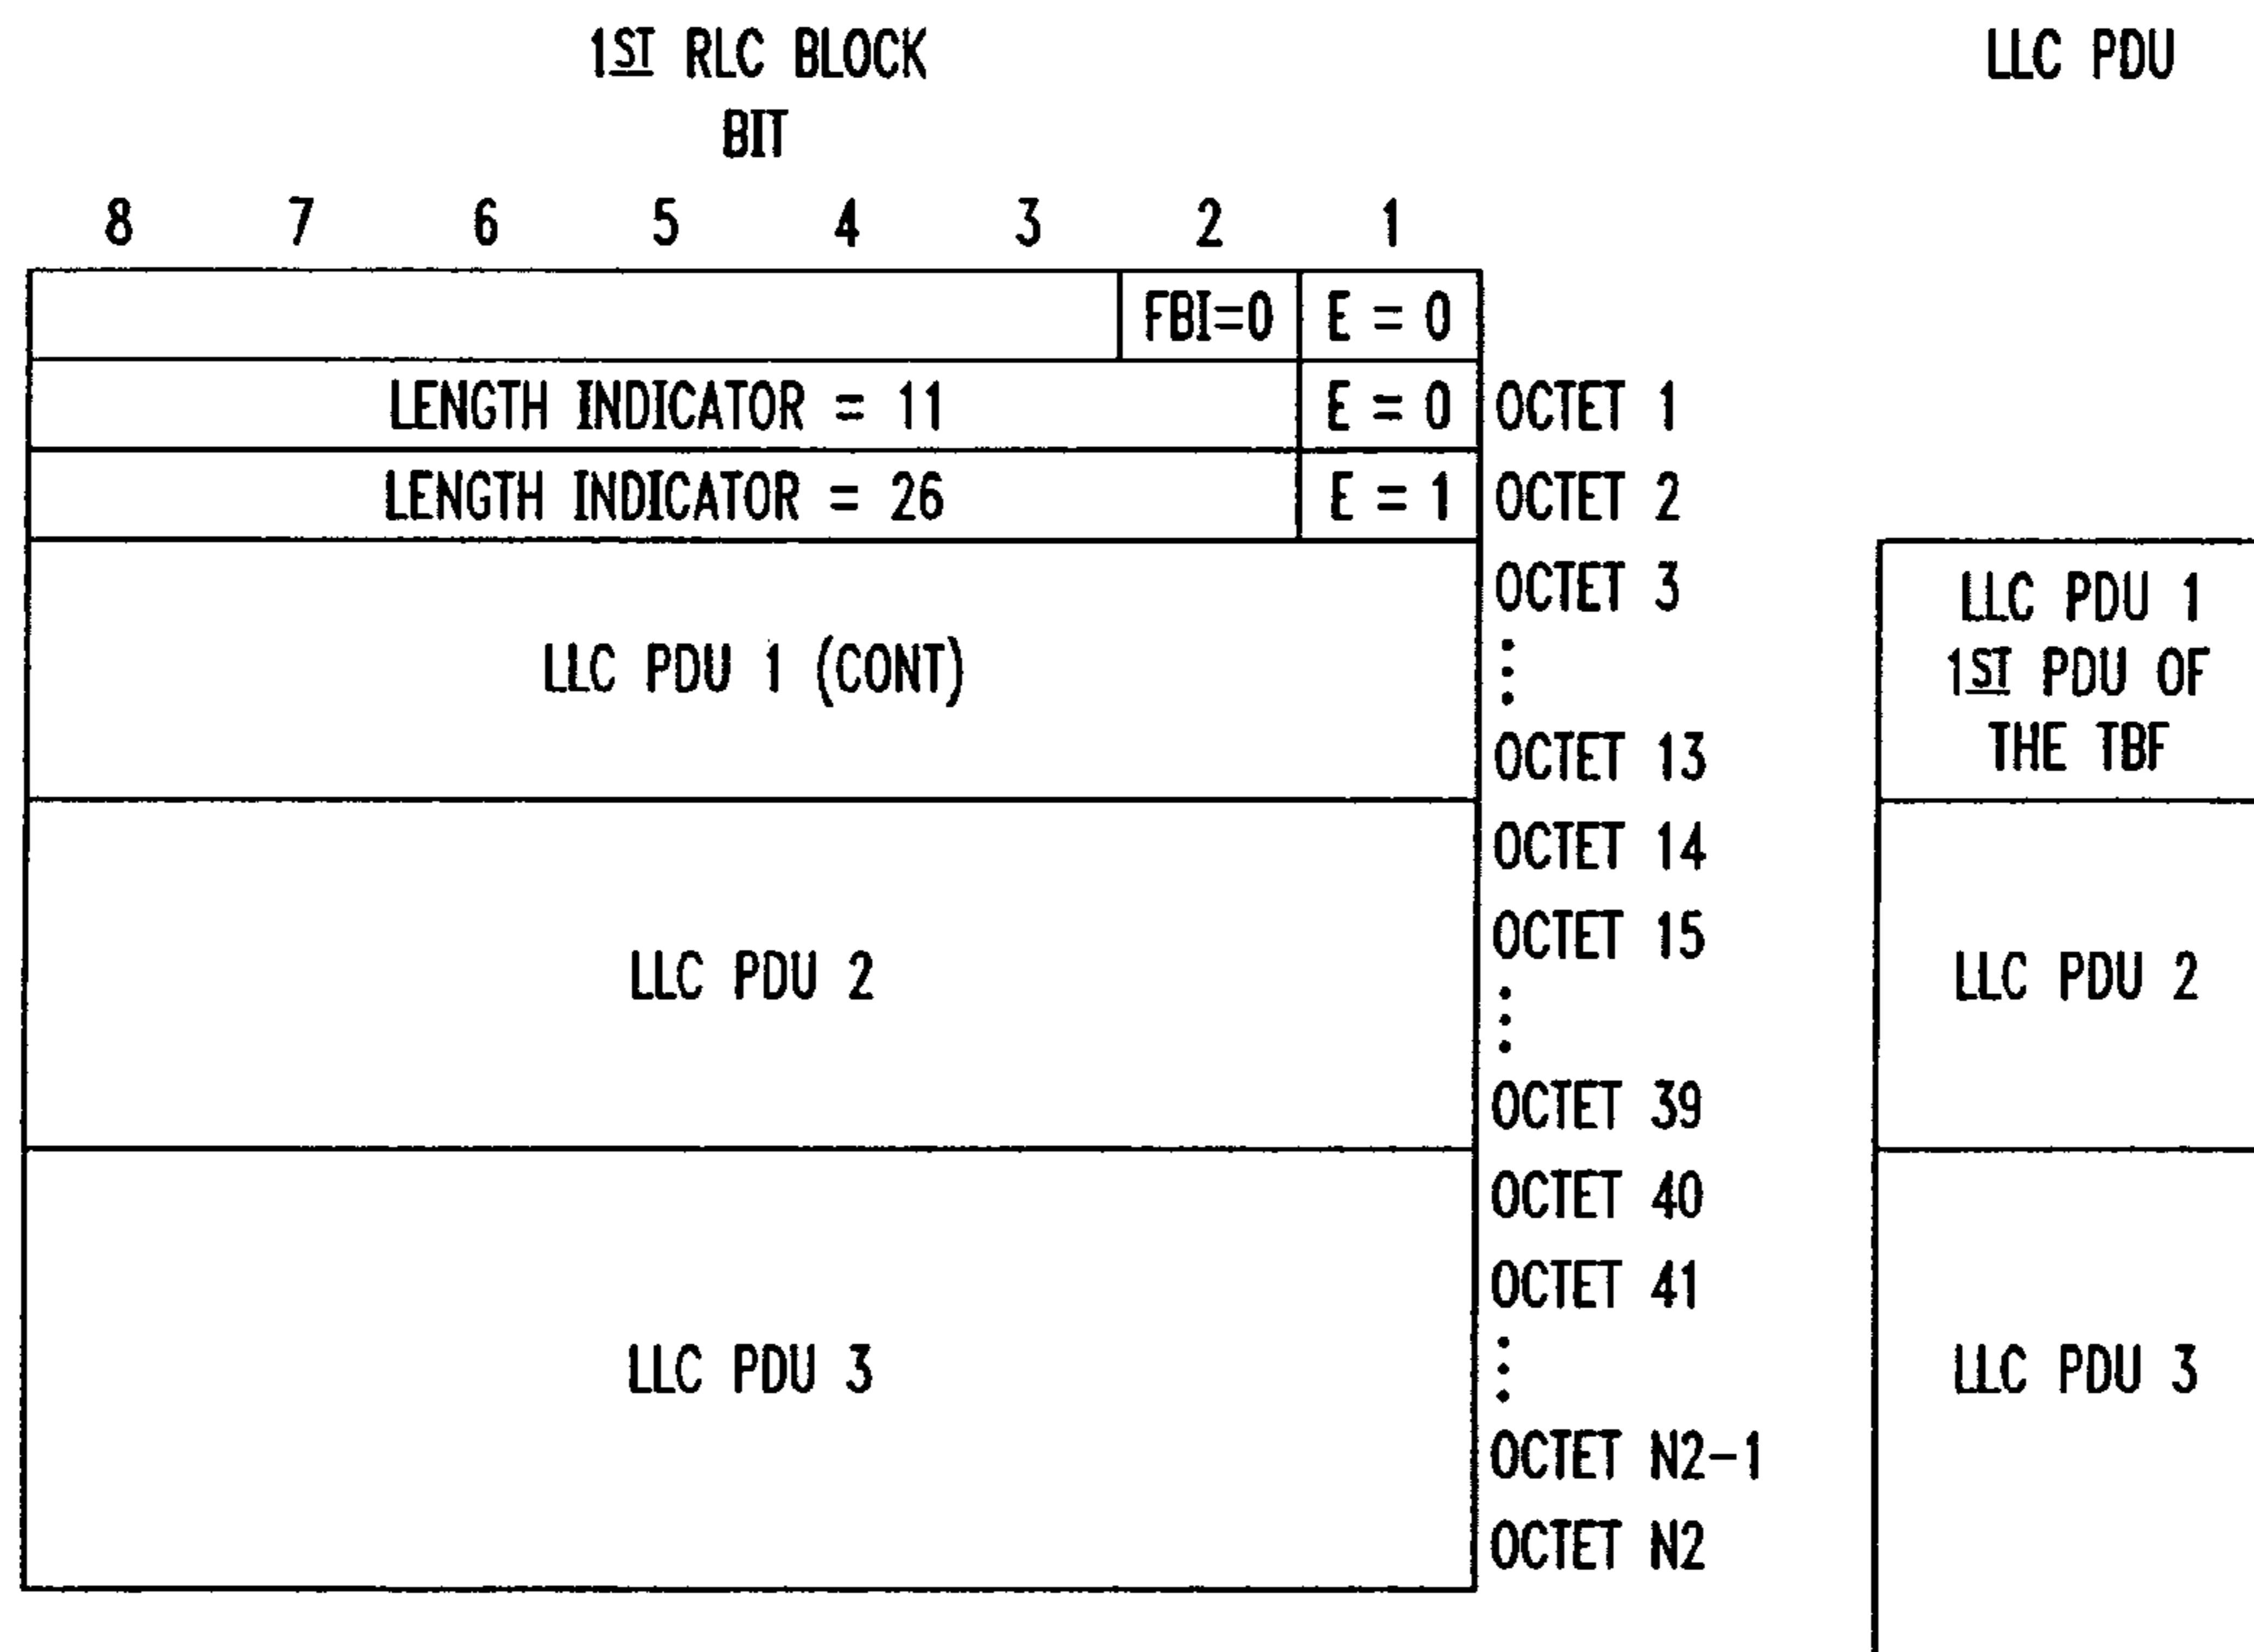 1ST RLC BLOCK
BIT
8 7 6 5 4 3 2 1
FBI=0 E = 0
LENGTH INDICATOR = 11 E = 0 OCTET 1
LENGTH INDICATOR = 26 E = 1 OCTET 2
OCTET 3
LLC PDU 1 (CONT)
OCTET 13
OCTET 14
OCTET 15
LLC PDU 2
OCTET 39
OCTET 40
OCTET 41
LLC PDU 3
OCTET N2-1
OCTET N2
LLC PDU
LLC PDU 1
1ST PDU OF
THE TBF
LLC PDU 2
LLC PDU 3